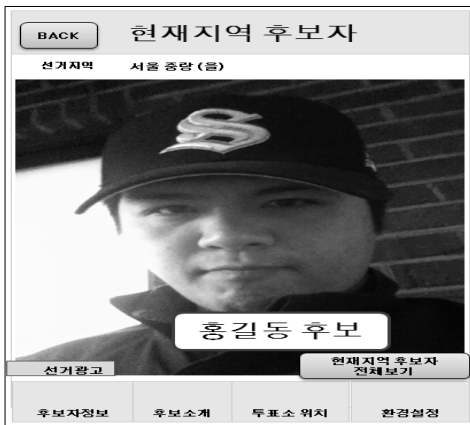 BACK 현재지역 후보자
선거지역 서울 중랑 (을)
S
홍길동 후보
선거광고
현재지역 후보자
전체보기
후보자정보 후보소개 투표소 위치 환경설정